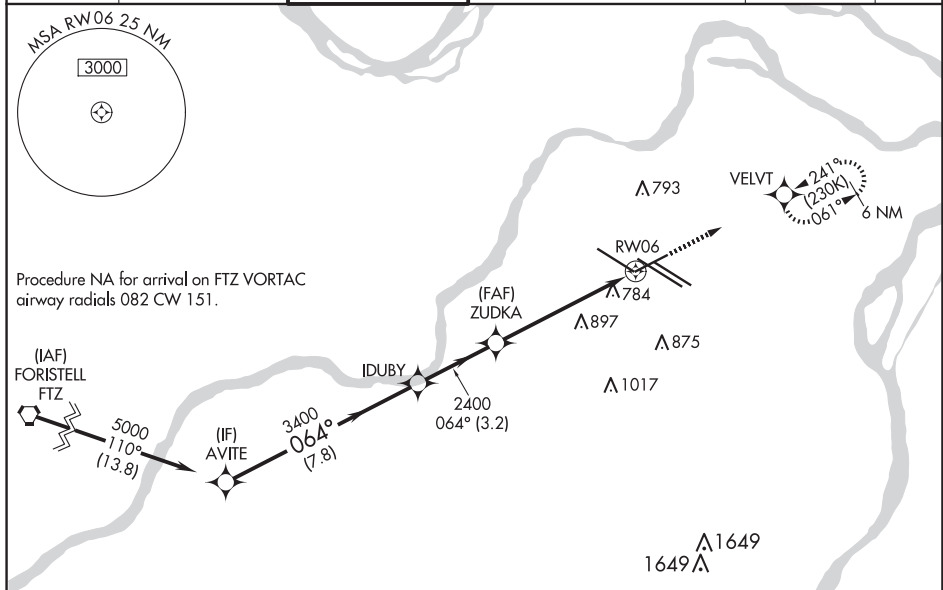 MSA RW06 25 NM
3000
793
VELVT
241°
(230K)
061°
6 NM
RW06
Procedure NA for arrival on FTZ VORTAC
airway radials 082 CW 151.
784
(FAF)
ZUDKA
897
875
(IAF)
FORISTELL
FTZ
IDUBY
1017
2400
064° (3.2)
5000
110°
(13.8)
(IF)
AVITE
3400
064°
(7.8)
1649
1649